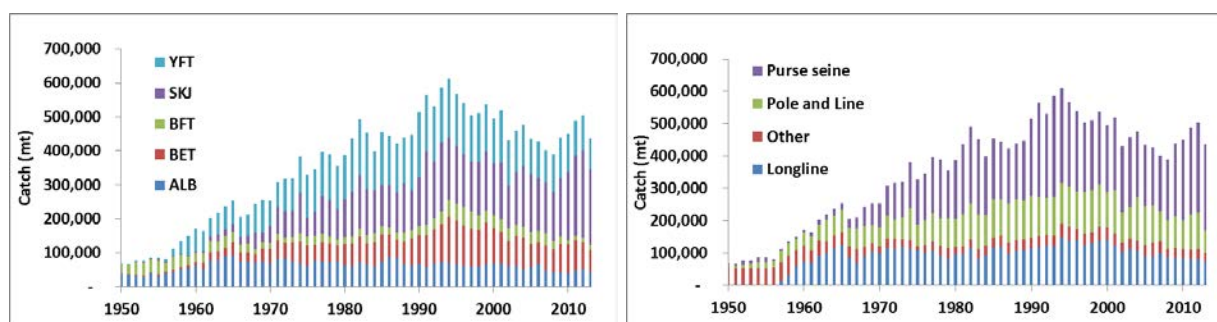 700,000
600,000
500,000
400,000
300,000
200,000
100,000
-
Catch (mt)
YFT
SKJ
BFT
BET
ALB
1950 1960 1970 1980 1990 2000 2010
700,000
600,000
500,000
400,000
300,000
200,000
100,000
-
Catch (mt)
Purse seine
Pole and Line
Other
Longline
1950 1960 1970 1980 1990 2000 2010